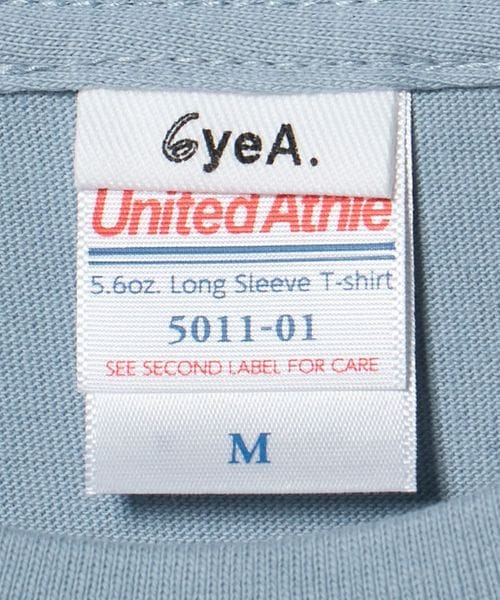 6yeA.
United Athle
5.6oz. Long Sleeve T-shirt
5011-01
SEE SECOND LABEL FOR CARE
M